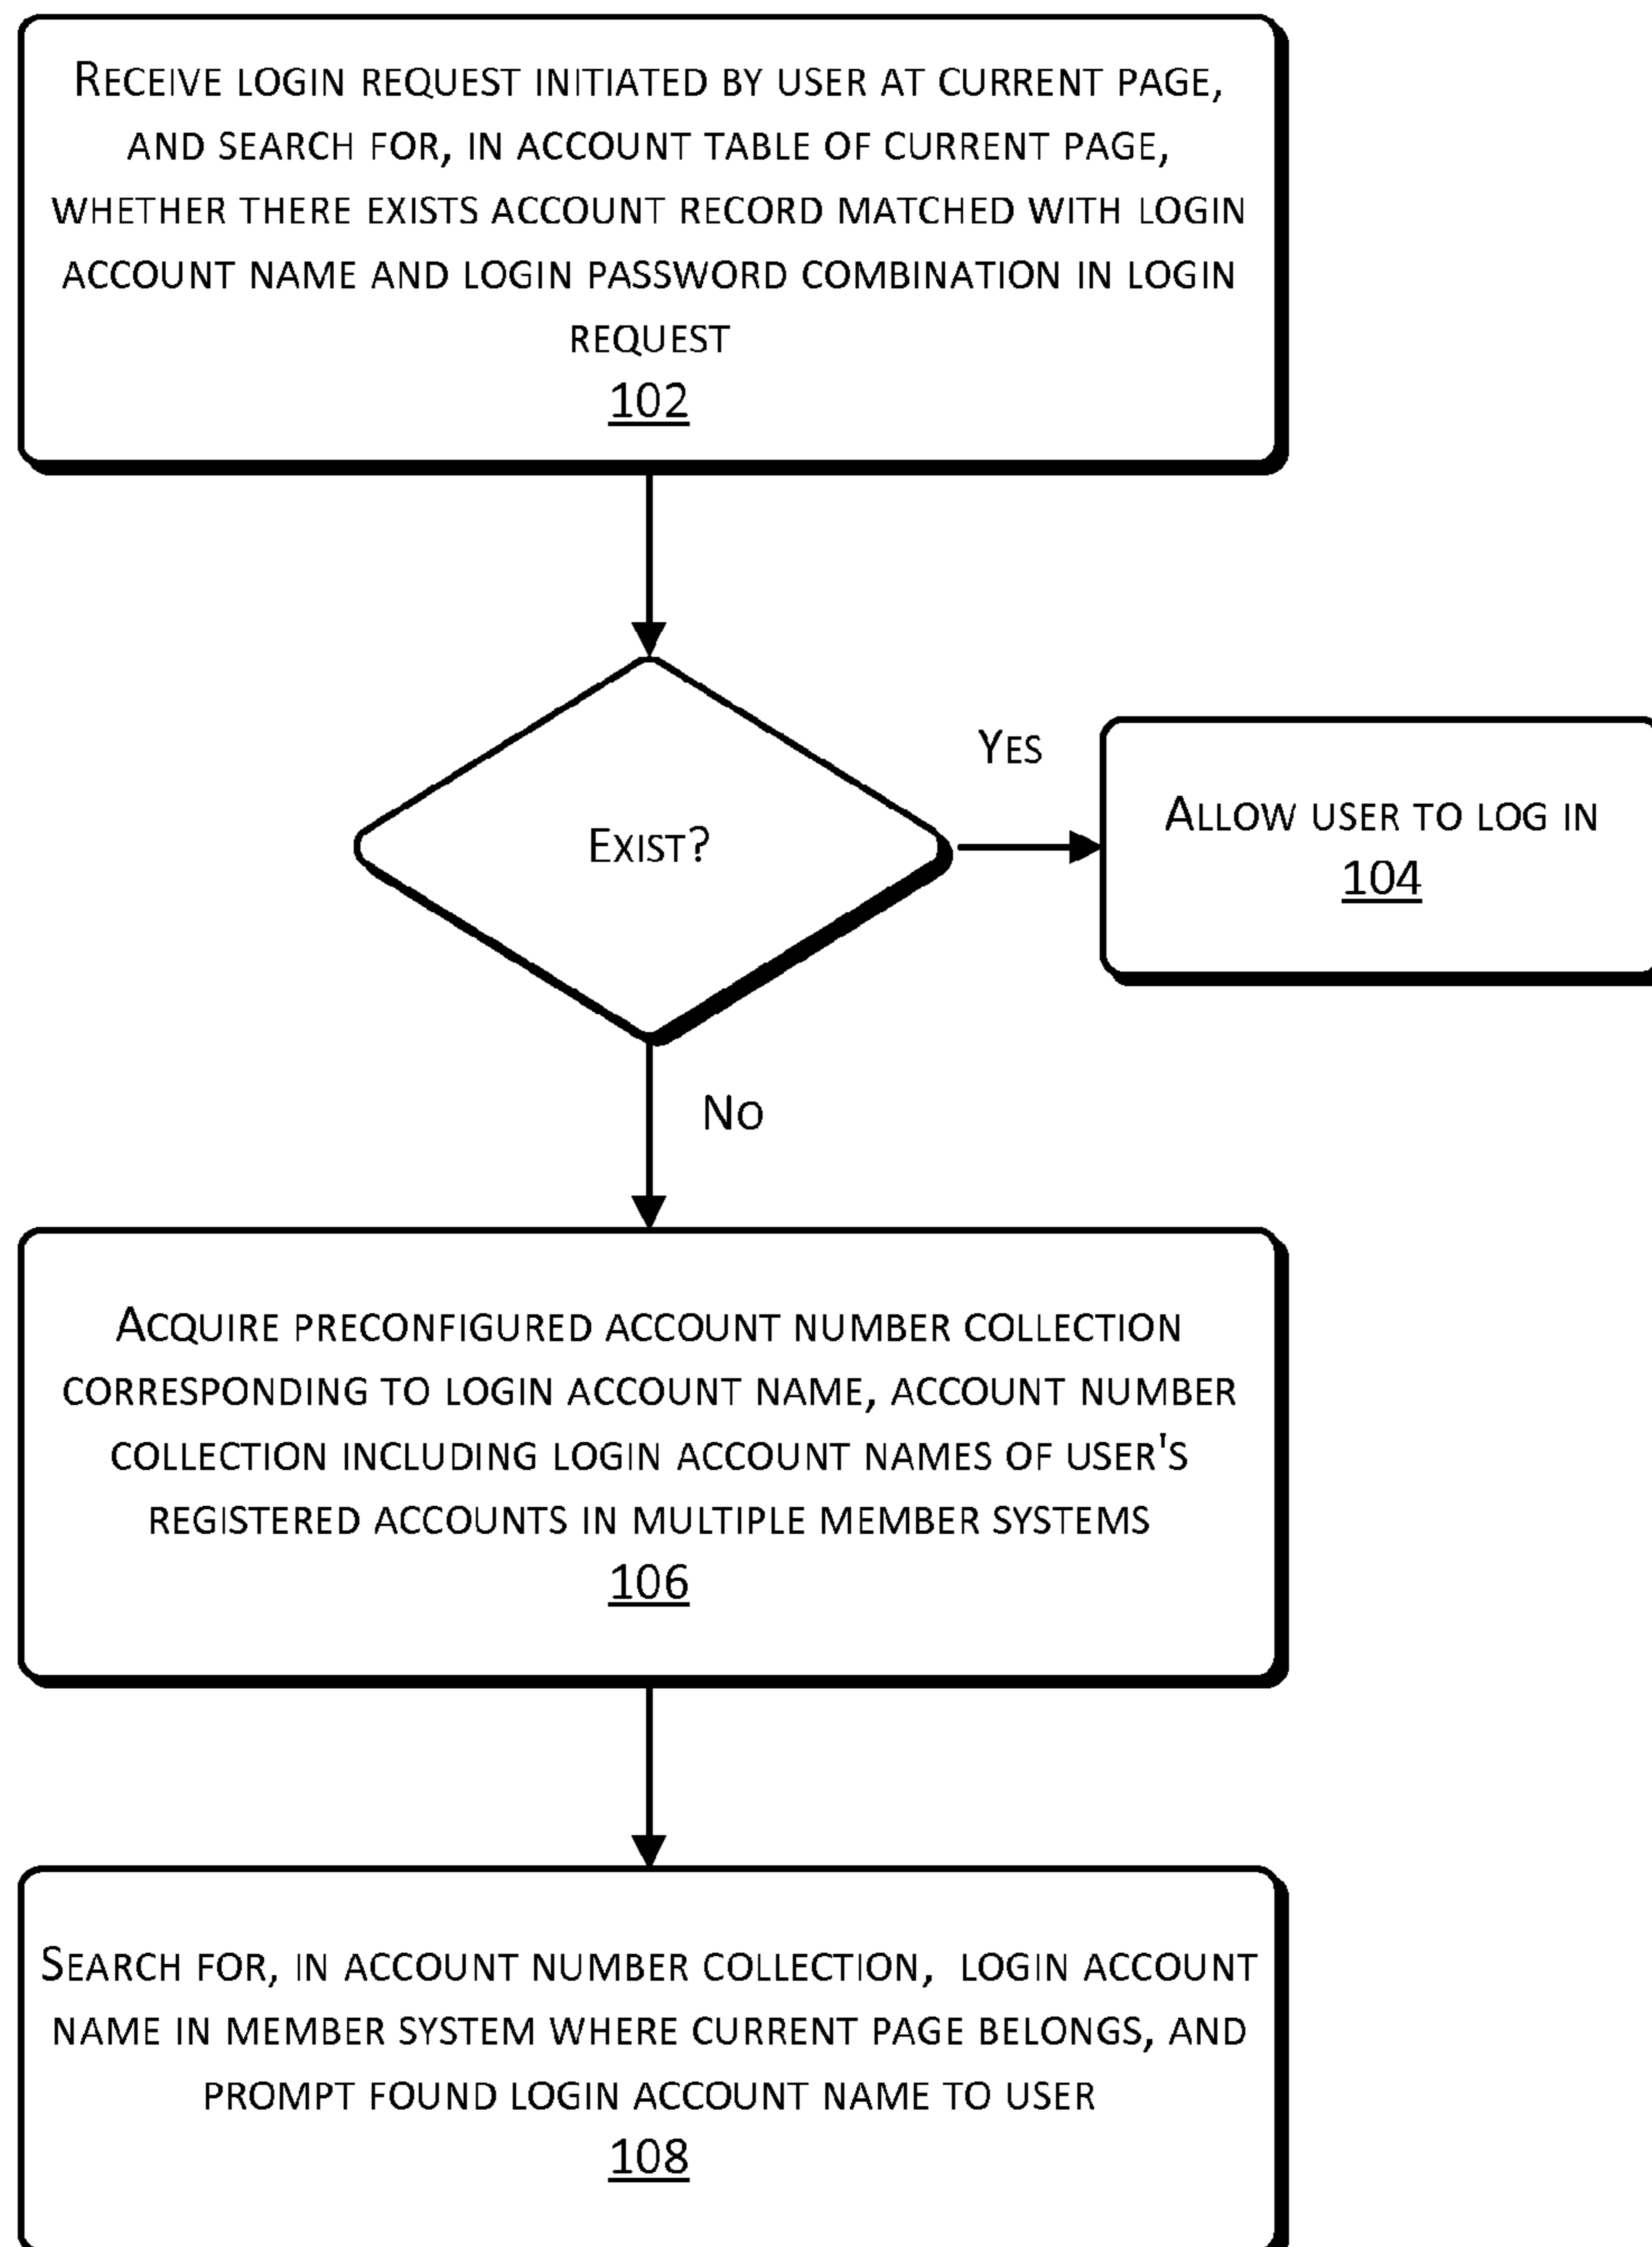 RECEIVE LOGIN REQUEST INITIATED BY USER AT CURRENT PAGE,
AND SEARCH FOR, IN ACCOUNT TABLE OF CURRENT PAGE,
WHETHER THERE EXISTS ACCOUNT RECORD MATCHED WITH LOGIN
ACCOUNT NAME AND LOGIN PASSWORD COMBINATION IN LOGIN
REQUEST
102
EXIST?
YES
ALLOW USER TO LOG IN
104
NO
ACQUIRE PRECONFIGURED ACCOUNT NUMBER COLLECTION
CORRESPONDING TO LOGIN ACCOUNT NAME, ACCOUNT NUMBER
COLLECTION INCLUDING LOGIN ACCOUNT NAMES OF USER'S
REGISTERED ACCOUNTS IN MULTIPLE MEMBER SYSTEMS
106
SEARCH FOR, IN ACCOUNT NUMBER COLLECTION, LOGIN ACCOUNT
NAME IN MEMBER SYSTEM WHERE CURRENT PAGE BELONGS, AND
PROMPT FOUND LOGIN ACCOUNT NAME TO USER
108